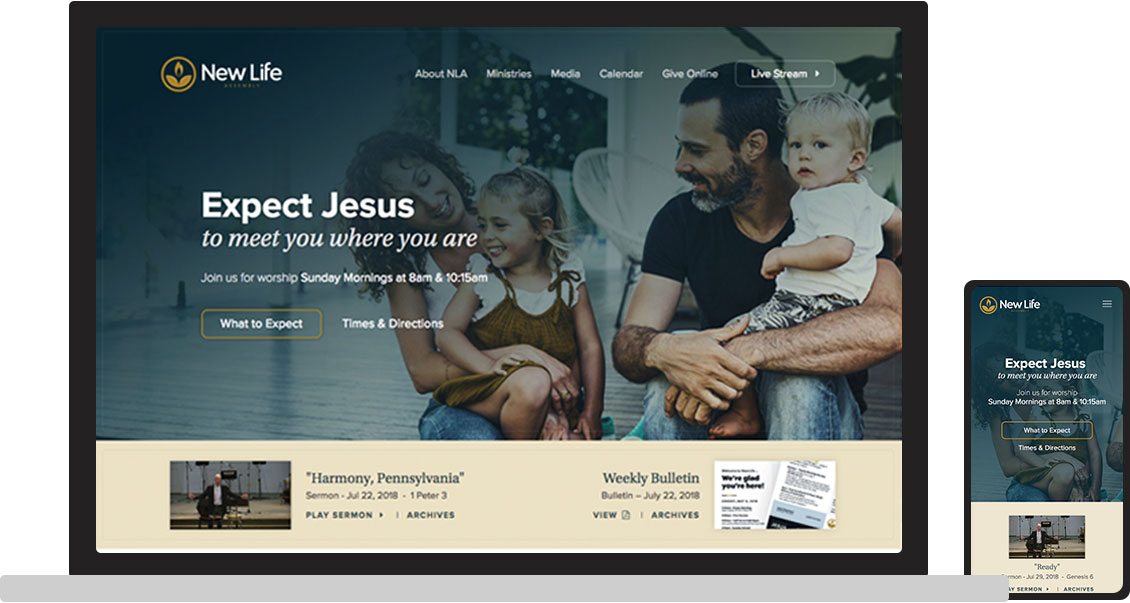 New Life
ASSEMBLY
About NLA Ministries Media Calendar Give Online Live Stream
Expect Jesus
to meet you where you are
Join us for worship Sunday Mornings at 8am & 10:15am
What to Expect Times & Directions
"Harmony, Pennsylvania"
Sermon - Jul 22, 2018 - 1 Peter 3
PLAY SERMON | ARCHIVES
Weekly Bulletin
Bulletin – July 22, 2018
VIEW | ARCHIVES
We're glad
you're here!
New Life
Expect Jesus
to meet you where you are
Join us for worship
Sunday Mornings at 8am & 10:15am
What to Expect
Times & Directions
"Ready"
Sermon - Jul 29, 2018 - Genesis 6
SERMON | ARCHIVES